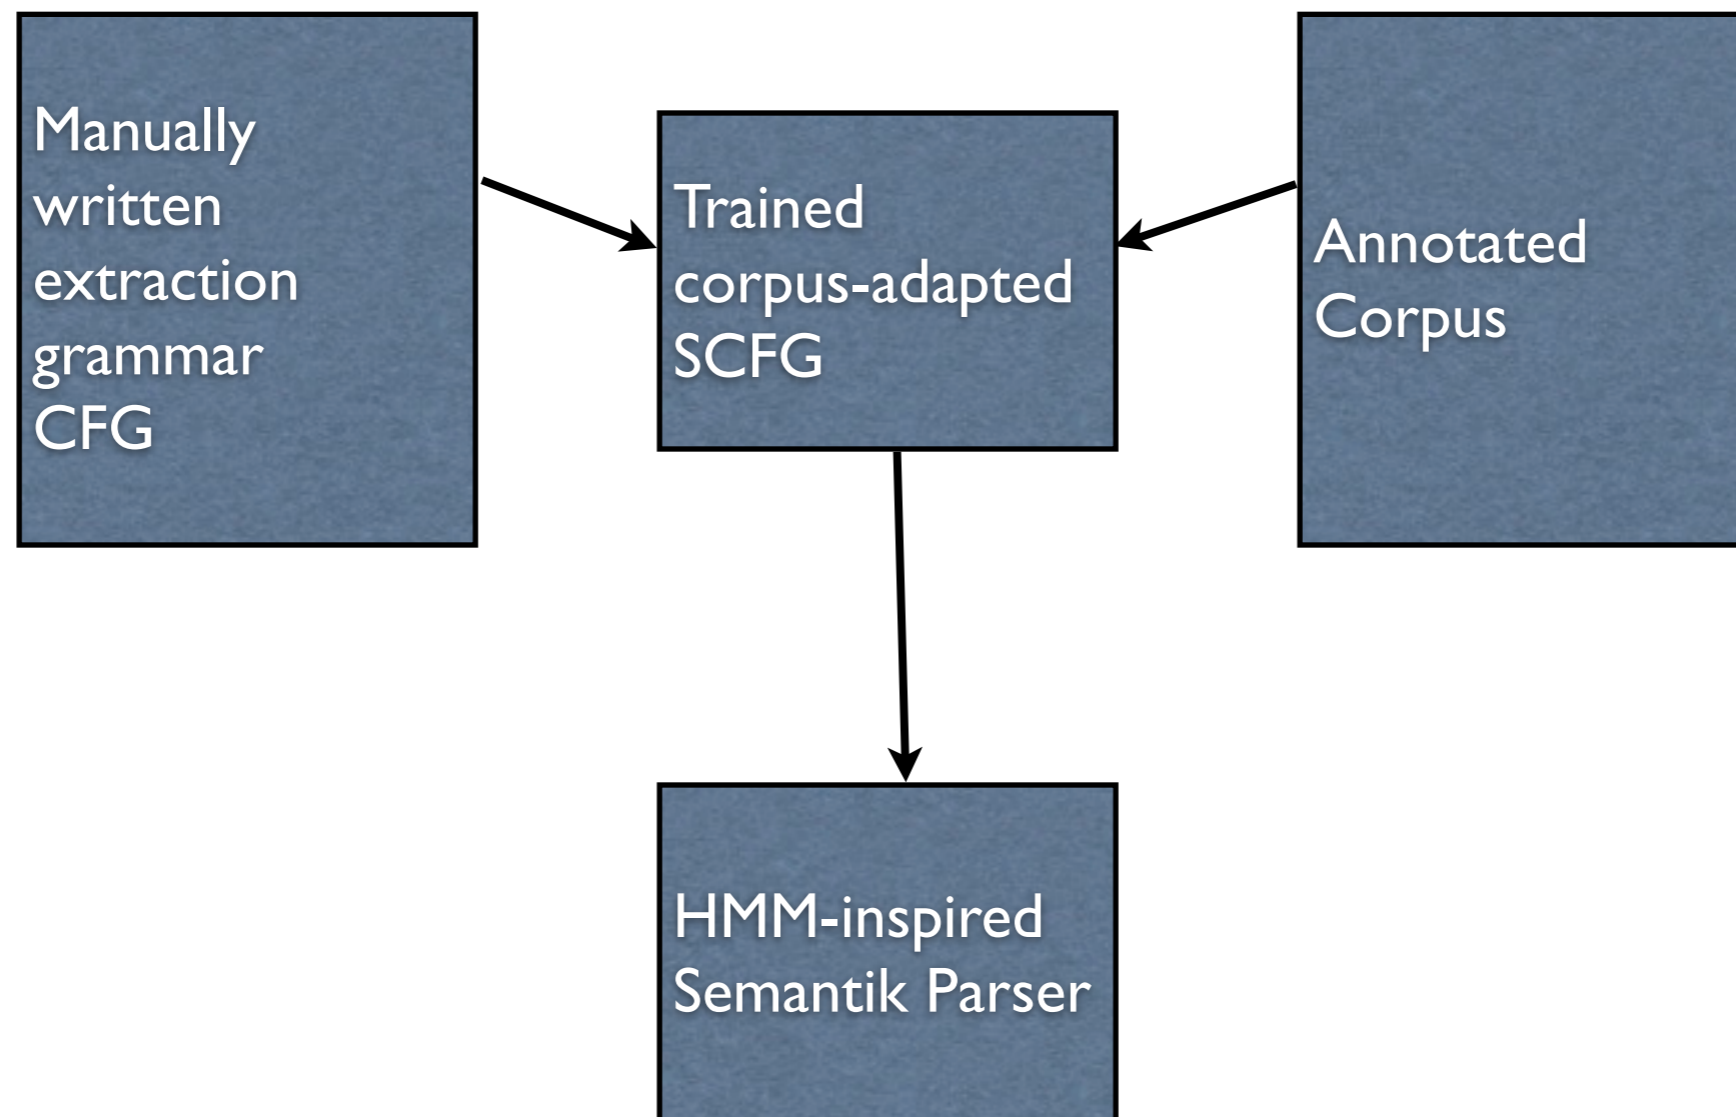 Manually
written
extraction
grammar
CFG
Trained
corpus-adapted
SCFG
Annotated
Corpus
HMM-inspired
Semantik Parser